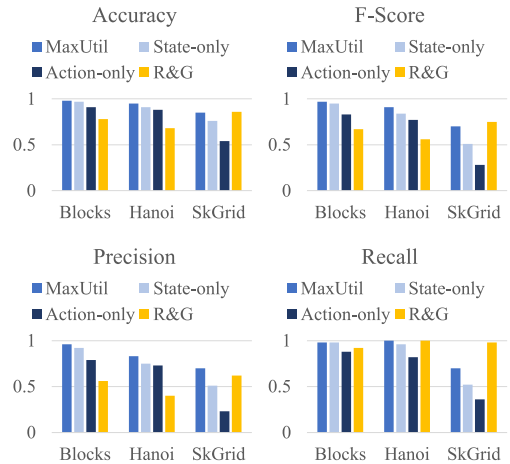 Accuracy
■MaxUtil ■State-only
■Action-only ■R&G
1
0.5
0
Blocks Hanoi SkGrid
F-Score
■MaxUtil ■State-only
■Action-only ■R&G
1
0.5
0
Blocks Hanoi SkGrid
Precision
■MaxUtil ■State-only
■Action-only ■R&G
1
0.5
0
Blocks Hanoi SkGrid
Recall
■MaxUtil ■State-only
■Action-only ■R&G
1
0.5
0
Blocks Hanoi SkGrid